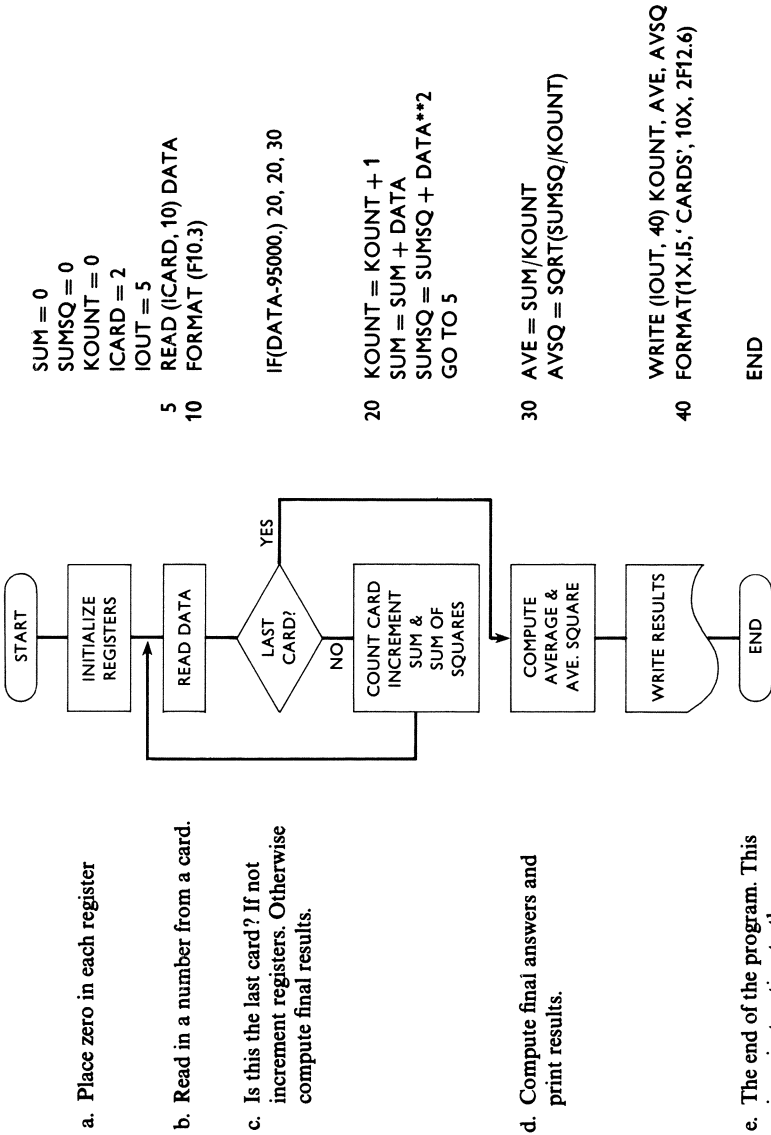 a. Place zero in each register
b. Read in a number from a card.
c. Is this the last card? If not
increment registers. Otherwise
compute final results.
d. Compute final answers and
print results.
e. The end of the program. This
START
INITIALIZE
REGISTERS
READ DATA
LAST
CARD?
YES
NO
COUNT CARD
INCREMENT
SUM &
SUM OF
SQUARES
COMPUTE
AVERAGE &
AVE. SQUARE
WRITE RESULTS
END
SUM = 0
SUMSQ = 0
KOUNT = 0
ICARD = 2
IOUT = 5
5 READ (ICARD, 10) DATA
10 FORMAT (F10.3)
IF(DATA-95000.) 20, 20, 30
20 KOUNT = KOUNT + 1
SUM = SUM + DATA
SUMSQ = SUMSQ + DATA**2
GO TO 5
30 AVE = SUM/KOUNT
AVSQ = SQRT(SUMSQ/KOUNT)
WRITE (IOUT, 40) KOUNT, AVE, AVSQ
40 FORMAT(1X,I5,' CARDS', 10X, 2F12.6)
END